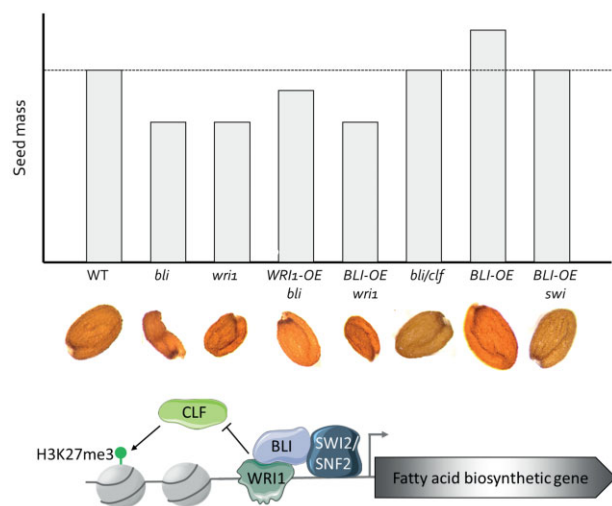 Seed mass
WT
bli
wri1
WRI1-OE
bli
BLI-OE
wri1
bli/clf
BLI-OE
BLI-OE
swi
CLF
H3K27me3
BLI
SWI2/
SNF2
WRI1
Fatty acid biosynthetic gene